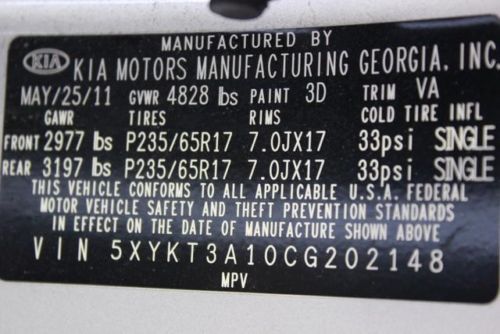 MANUFACTURED BY
KIA KIA MOTORS MANUFACTURING GEORGIA, INC.
MAY/25/11 GVWR 4828 lbs PAINT 3D TRIM VA
GAWR TIRES RIMS COLD TIRE INFL
FRONT 2977 lbs P235/65R17 7.0JX17 33psi SINGLE
REAR 3197 lbs P235/65R17 7.0JX17 33psi SINGLE
THIS VEHICLE CONFORMS TO ALL APPLICABLE U.S.A. FEDERAL
MOTOR VEHICLE SAFETY AND THEFT PREVENTION STANDARDS
IN EFFECT ON THE DATE OF MANUFACTURE SHOWN ABOVE
VIN 5XYKT3A10CG202148
MPV